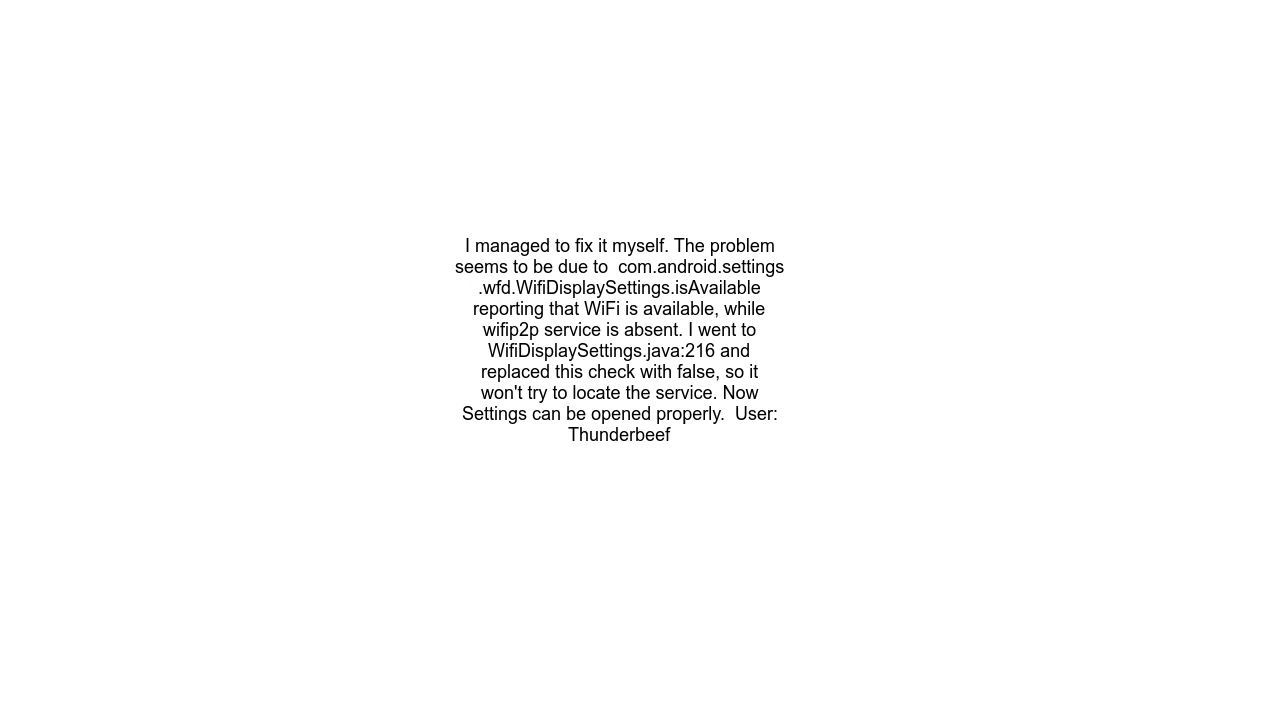 I managed to fix it myself. The problem
seems to be due to  com.android.settings
.wfd.WifiDisplaySettings.isAvailable
reporting that WiFi is available, while
wifip2p service is absent. I went to
WifiDisplaySettings.java:216 and
replaced this check with false, so it
won't try to locate the service. Now
Settings can be opened properly.  User:
Thunderbeef